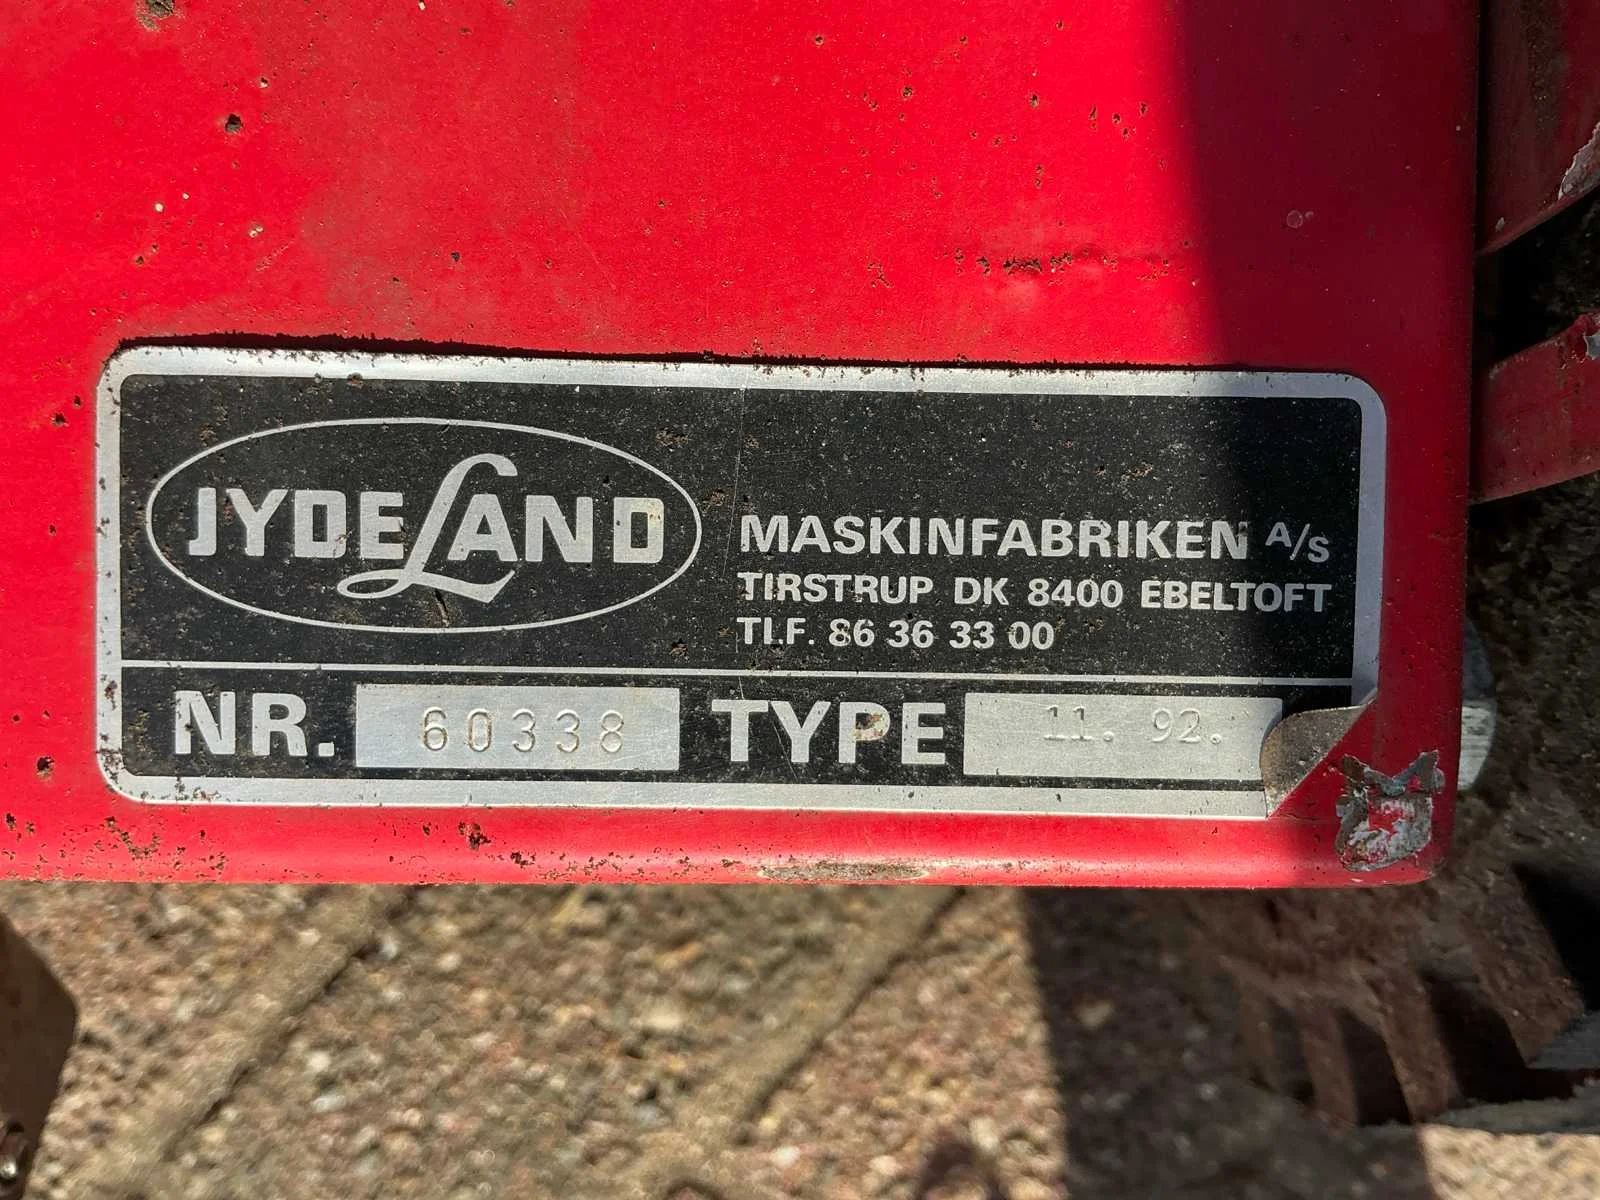 JYDELAND
MASKINFABRIKEN A/S
TIRSTRUP DK 8400 EBELTOFT
TLF. 86 36 33 00
NR. 60338 TYPE 11. 92.